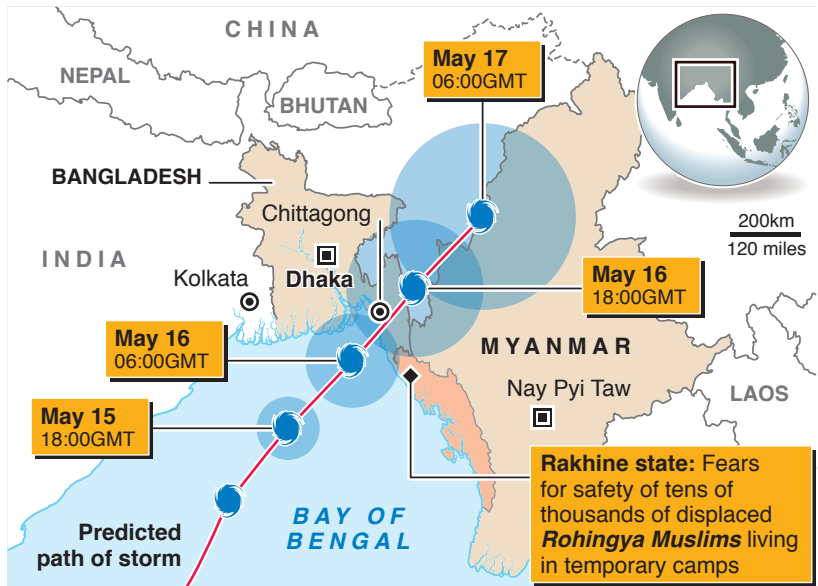 CHINA
NEPAL
BHUTAN
May 17
06:00GMT
BANGLADESH
Chittagong
200km
120 miles
INDIA
Kolkata
Dhaka
May 16
18:00GMT
May 16
06:00GMT
MYANMAR
Nay Pyi Taw
LAOS
May 15
18:00GMT
Rakhine state: Fears
for safety of tens of
thousands of displaced
Rohingya Muslims living
in temporary camps
BAY OF
BENGAL
Predicted
path of storm